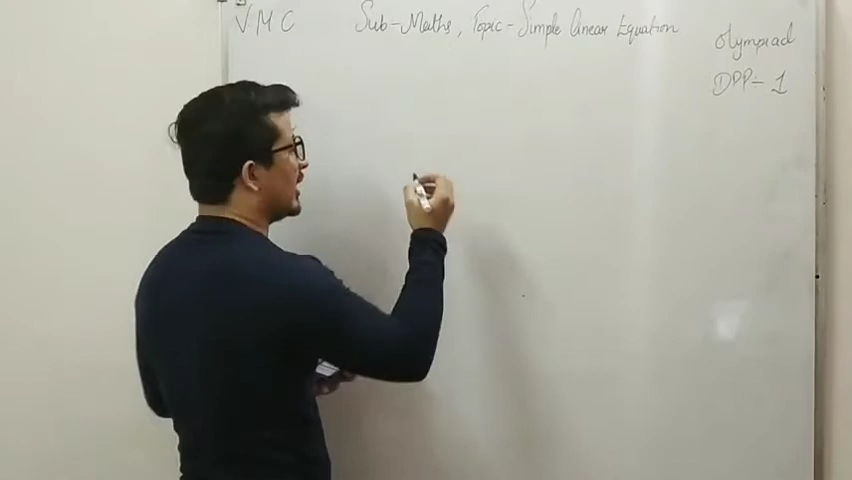 VMC Sub-Maths, Topic-Simple linear Equation
Olympiad
DPP-1